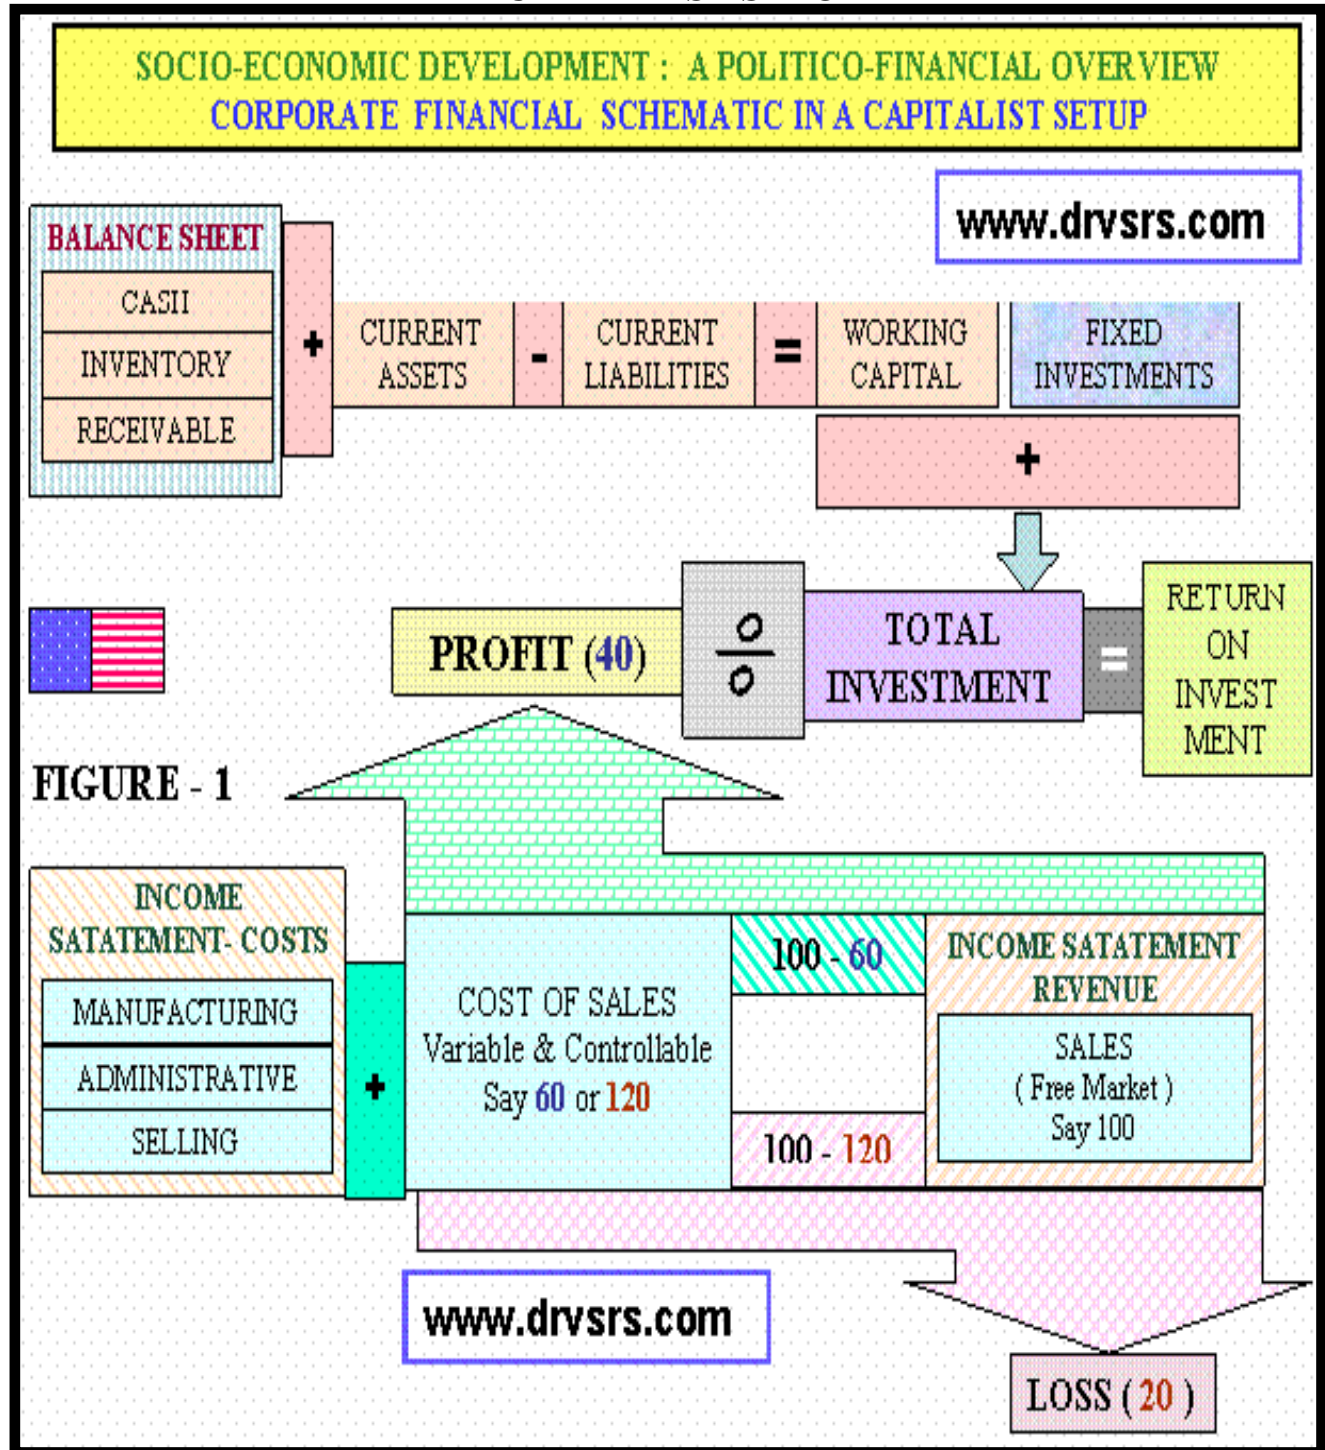 SOCIO-ECONOMIC DEVELOPMENT : A POLITICO-FINANCIAL OVERVIEW
CORPORATE FINANCIAL SCHEMATIC IN A CAPITALIST SETUP
www.drvsrs.com
BALANCE SHEET
CASH
INVENTORY
RECEIVABLE
+
CURRENT
ASSETS
-
CURRENT
LIABILITIES
=
WORKING
CAPITAL
FIXED
INVESTMENTS
+
PROFIT (40)
o/o
TOTAL
INVESTMENT
=
RETURN
ON
INVEST
MENT
FIGURE - 1
INCOME
SATATEMENT- COSTS
MANUFACTURING
ADMINISTRATIVE
SELLING
+
COST OF SALES
Variable & Controllable
Say 60 or 120
100 - 60
100 - 120
INCOME SATATEMENT
REVENUE
SALES
( Free Market )
Say 100
www.drvsrs.com
LOSS ( 20 )